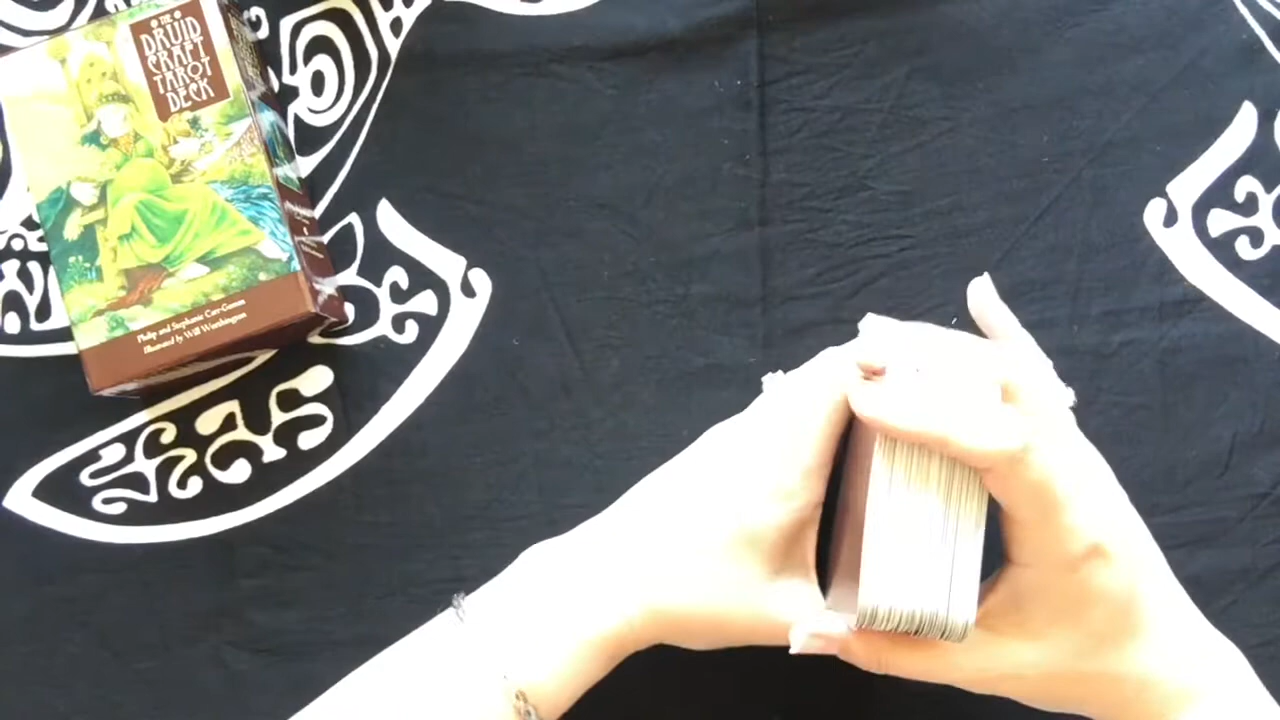 THE
DRUID
CRAFT
TAROT
DECK
Philip and Stephanie Carr-Gomm
Illustrated by Will Worthington